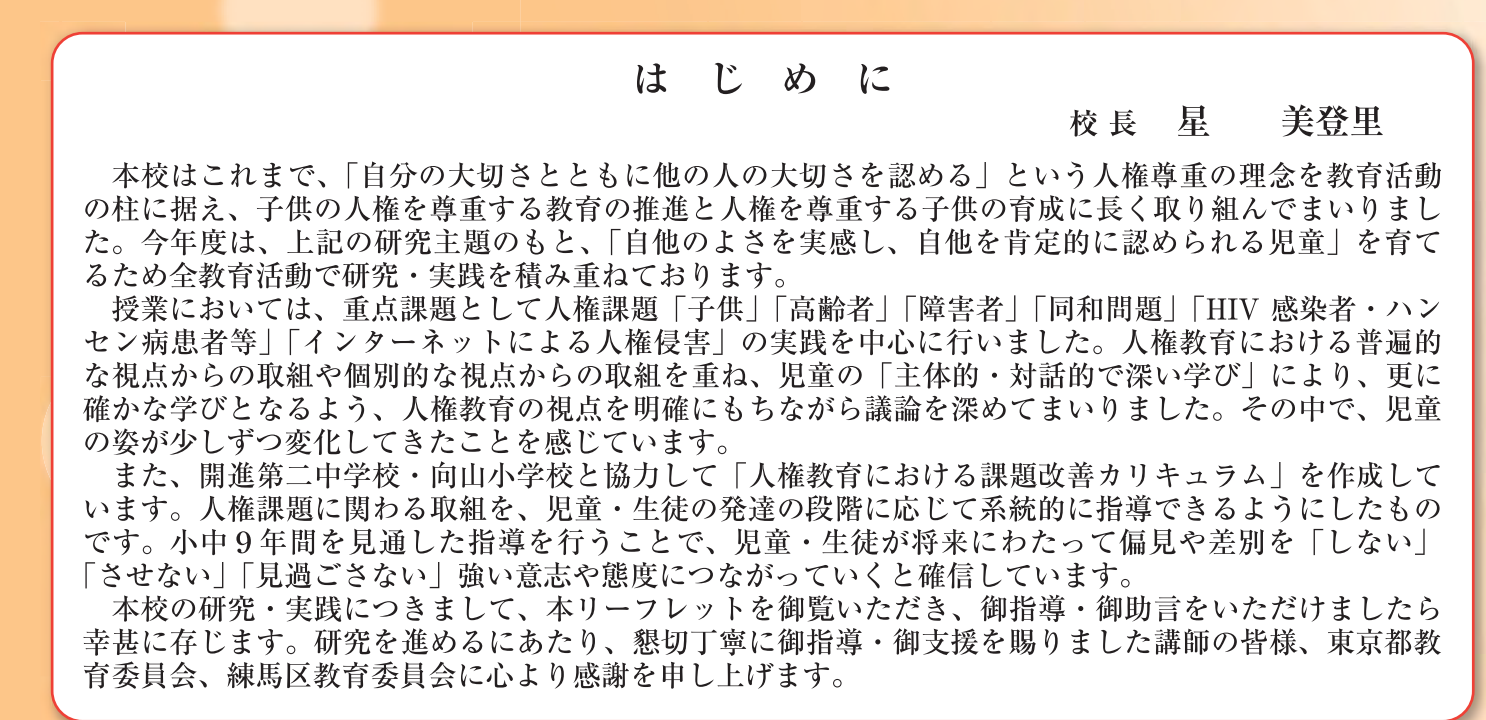 はじめに
校長　星　　美登里
　本校はこれまで、「自分の大切さとともに他の人の大切さを認める」という人権尊重の理念を教育活動
の柱に据え、子供の人権を尊重する教育の推進と人権を尊重する子供の育成に長く取り組んでまいりまし
た。今年度は、上記の研究主題のもと、「自他のよさを実感し、自他を肯定的に認められる児童」を育て
るため全教育活動で研究・実践を積み重ねております。
　授業においては、重点課題として人権課題「子供」「高齢者」「障害者」「同和問題」「HIV 感染者・ハン
セン病患者等」「インターネットによる人権侵害」の実践を中心に行いました。人権教育における普遍的
な視点からの取組や個別的な視点からの取組を重ね、児童の「主体的・対話的で深い学び」により、更に
確かな学びとなるよう、人権教育の視点を明確にもちながら議論を深めてまいりました。その中で、児童
の姿が少しずつ変化してきたことを感じています。
　また、開進第二中学校・向山小学校と協力して「人権教育における課題改善カリキュラム」を作成して
います。人権課題に関わる取組を、児童・生徒の発達の段階に応じて系統的に指導できるようにしたもの
です。小中９年間を見通した指導を行うことで、児童・生徒が将来にわたって偏見や差別を「しない」
「させない」「見過ごさない」強い意志や態度につながっていくと確信しています。
　本校の研究・実践につきまして、本リーフレットを御覧いただき、御指導・御助言をいただけましたら
幸甚に存じます。研究を進めるにあたり、懇切丁寧に御指導・御支援を賜りました講師の皆様、東京都教
育委員会、練馬区教育委員会に心より感謝を申し上げます。